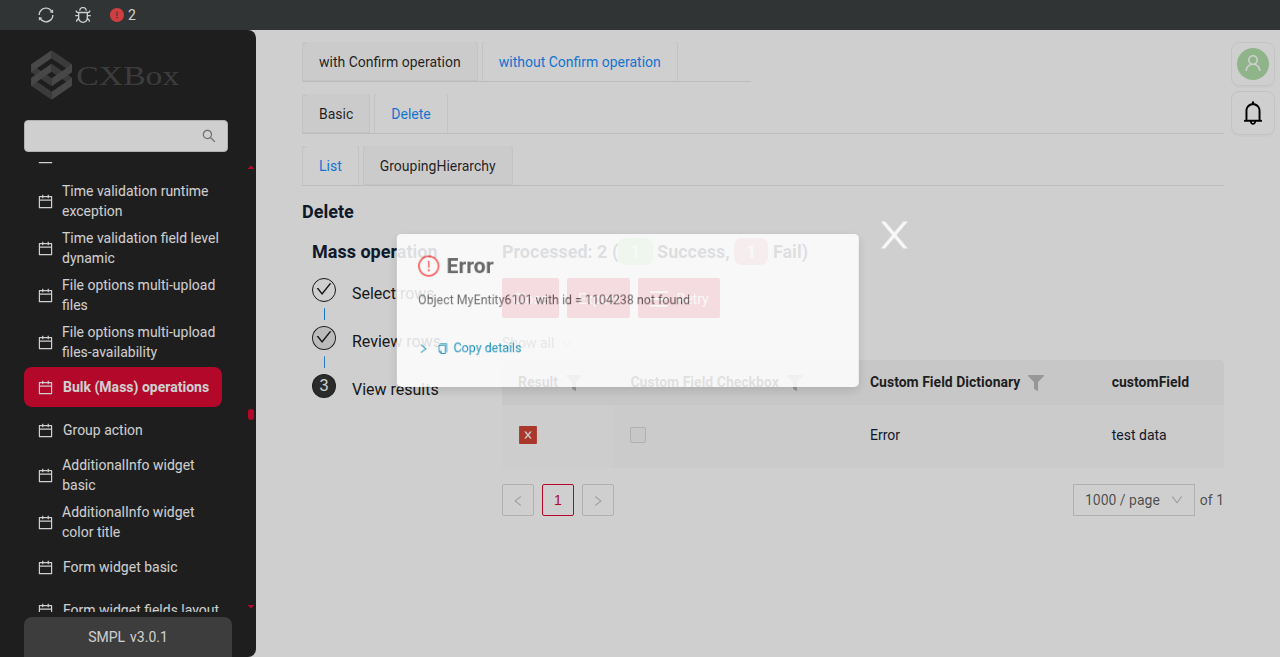 2
CXBox
with Confirm operation
without Confirm operation
Basic
Delete
List
GroupingHierarchy
Time validation runtime
exception
Time validation field level
dynamic
File options multi-upload
files
File options multi-upload
files-availability
Bulk (Mass) operations
Group action
AdditionalInfo widget
basic
AdditionalInfo widget
color title
Form widget basic
Form widget fields layout
SMPL v3.0.1
Delete
Mass operation
Select rows
Review rows
3
View results
Processed: 2 ( 1 Success, 1 Fail)
Error
Object MyEntity6101 with id = 1104238 not found
Copy details
Show all
Result
Custom Field Checkbox
Custom Field Dictionary
customField
Error
test data
< 1 >
1000 / page
of 1